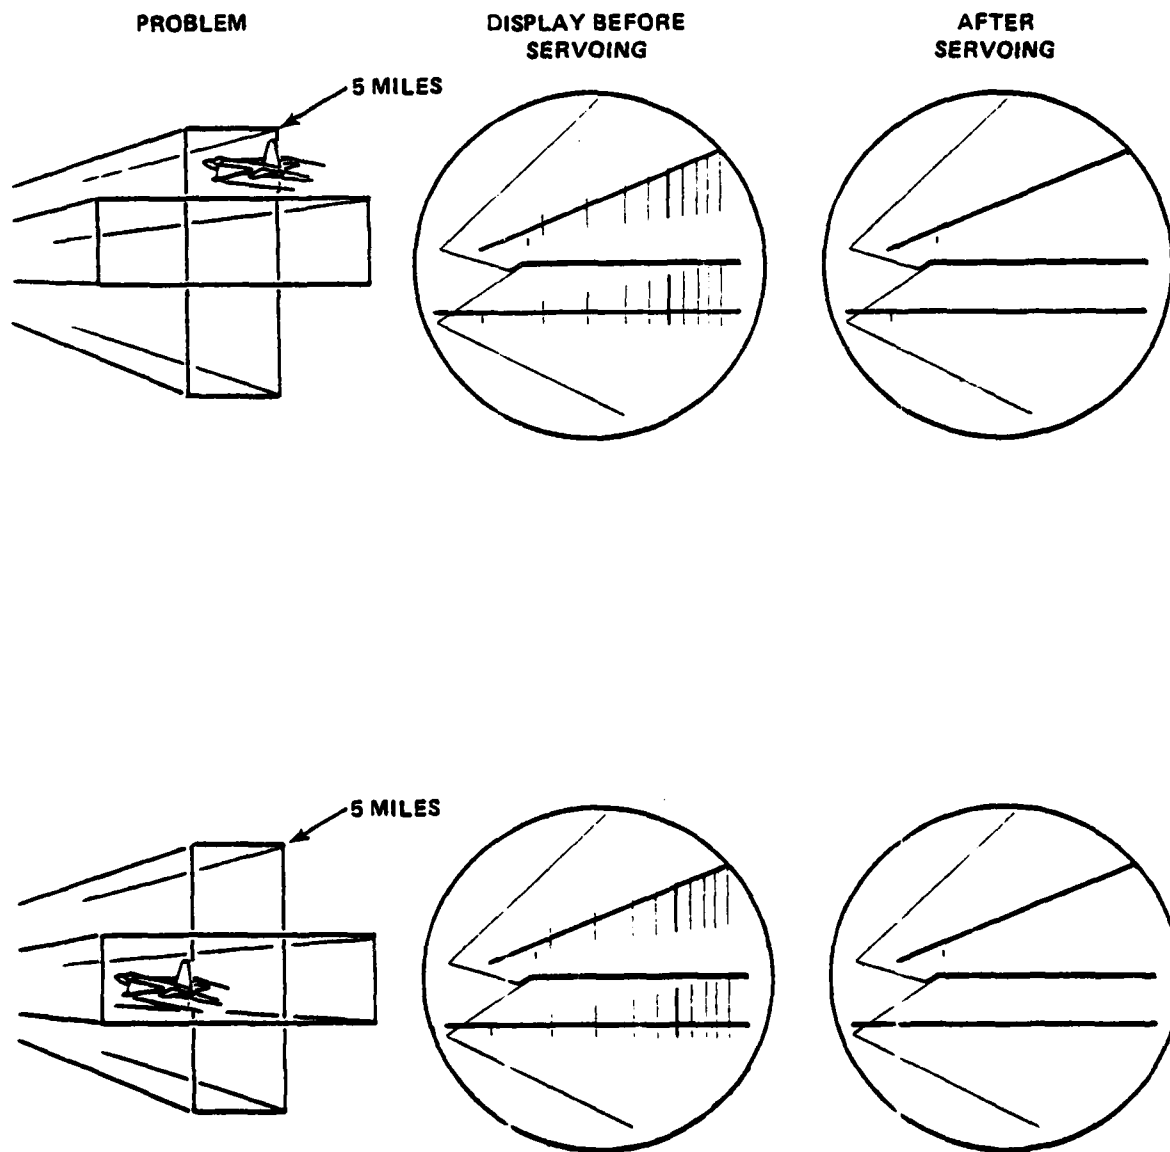 PROBLEM
DISPLAY BEFORE
SERVOING
AFTER
SERVOING
5 MILES
5 MILES